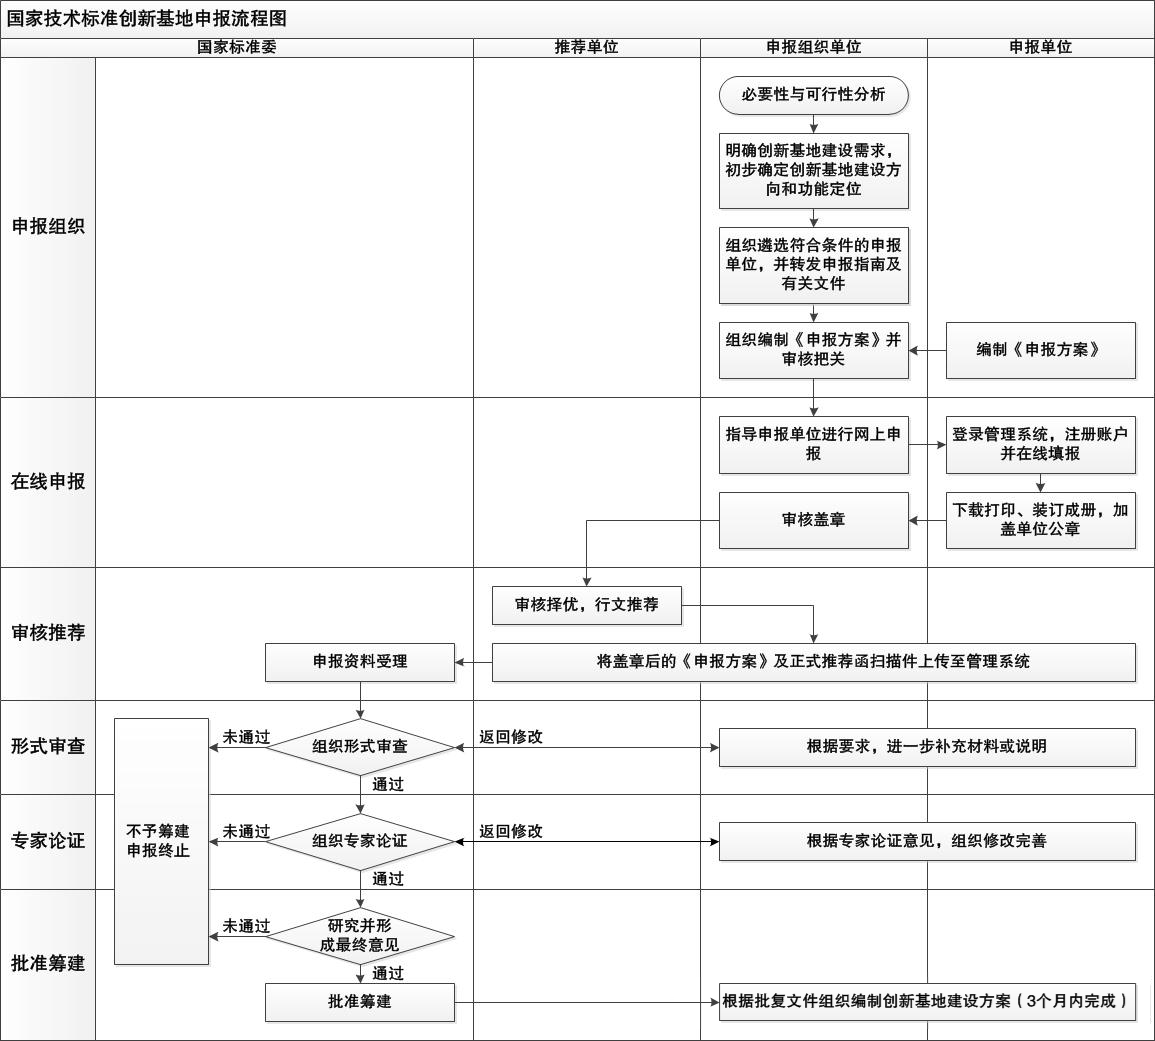 国家技术标准创新基地申报流程图
国家标准委
推荐单位
申报组织单位
申报单位
申报组织
必要性与可行性分析
明确创新基地建设需求，
初步确定创新基地建设方
向和功能定位
组织遴选符合条件的申报
单位，并转发申报指南及
有关文件
组织编制《申报方案》并
审核把关
编制《申报方案》
在线申报
指导申报单位进行网上申
报
登录管理系统，注册账户
并在线填报
审核盖章
下载打印、装订成册，加
盖单位公章
审核推荐
审核择优，行文推荐
申报资料受理
将盖章后的《申报方案》及正式推荐函扫描件上传至管理系统
形式审查
未通过
组织形式审查
返回修改
根据要求，进一步补充材料或说明
通过
专家论证
不予筹建
申报终止
未通过
组织专家论证
返回修改
根据专家论证意见，组织修改完善
通过
批准筹建
未通过
研究并形
成最终意见
通过
批准筹建
根据批复文件组织编制创新基地建设方案（3个月内完成）